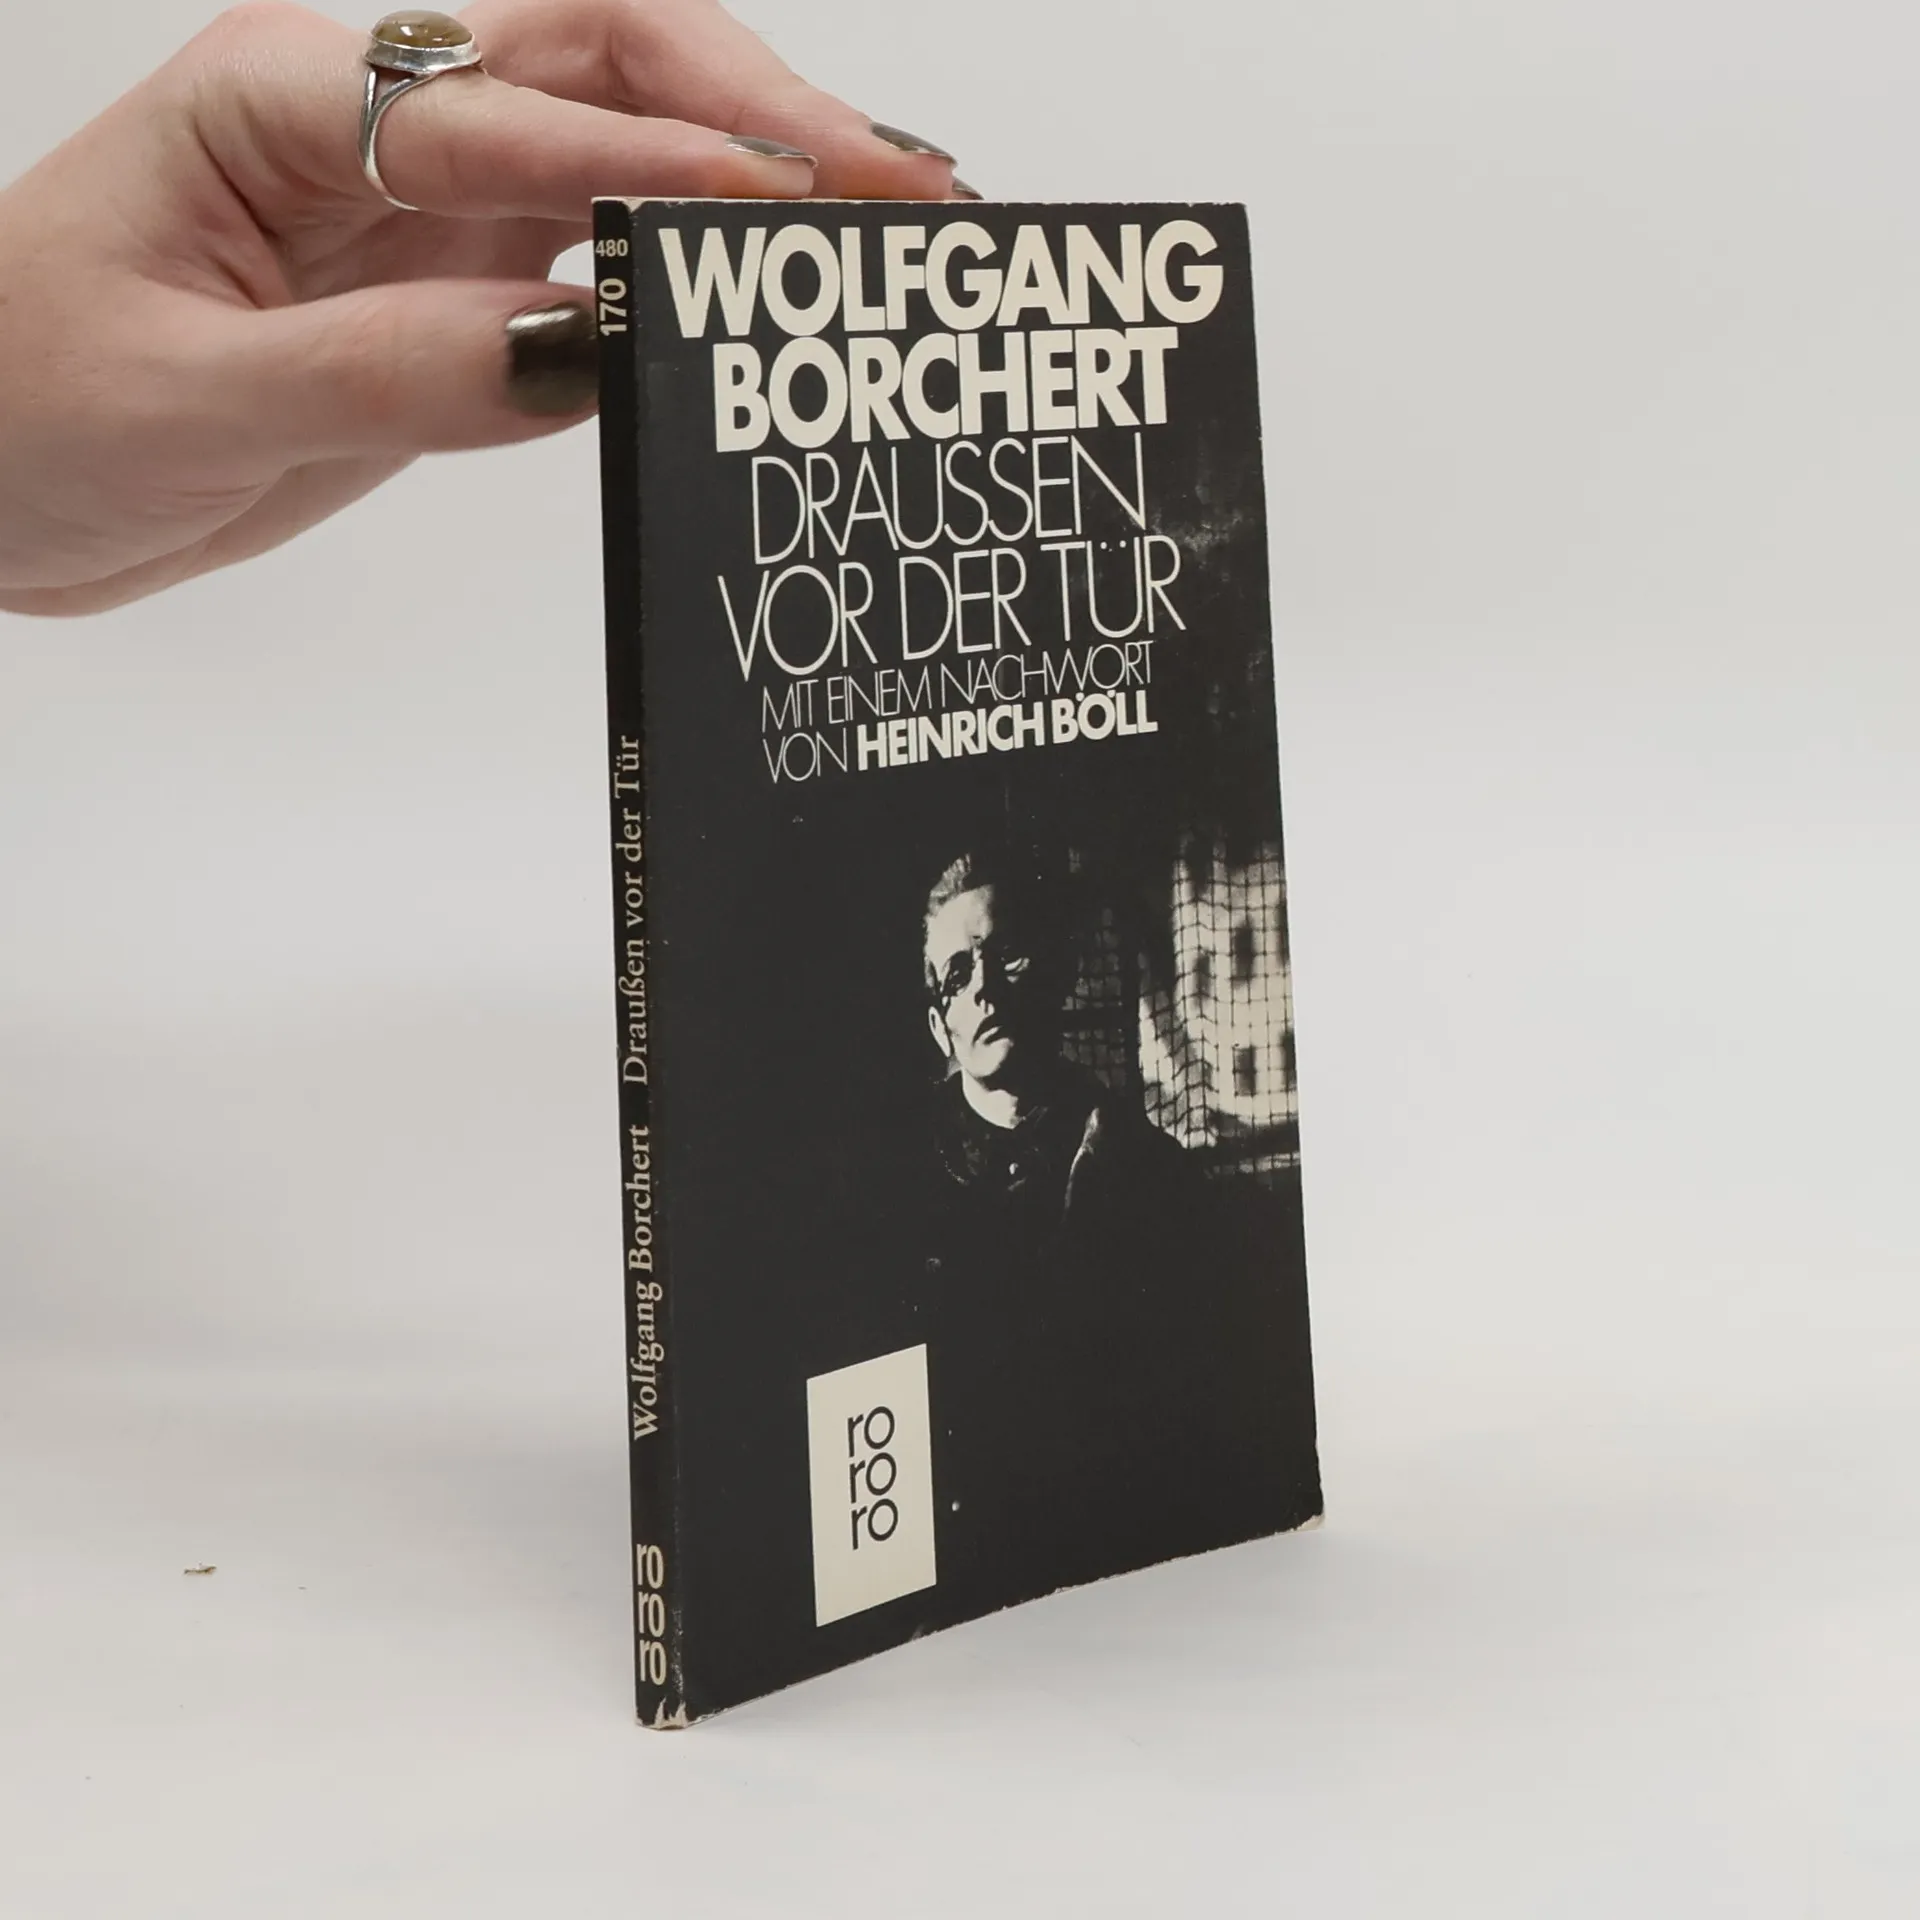 WOLFGANG
BORCHERT
DRAUSSEN
VOR DER TÜR
MIT EINEM NACHWORT
VON HEINRICH BÖLL
ro
ro
ro
480
170
Wolfgang Borchert Draußen vor der Tür
ro
ro
ro